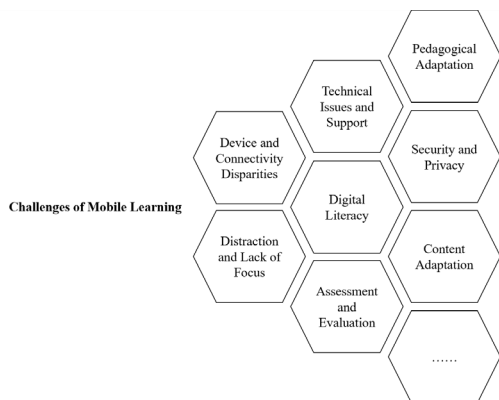 Challenges of Mobile Learning
Device and
Connectivity
Disparities
Distraction
and Lack of
Focus
Technical
Issues and
Support
Digital
Literacy
Assessment
and
Evaluation
Pedagogical
Adaptation
Security and
Privacy
Content
Adaptation
……